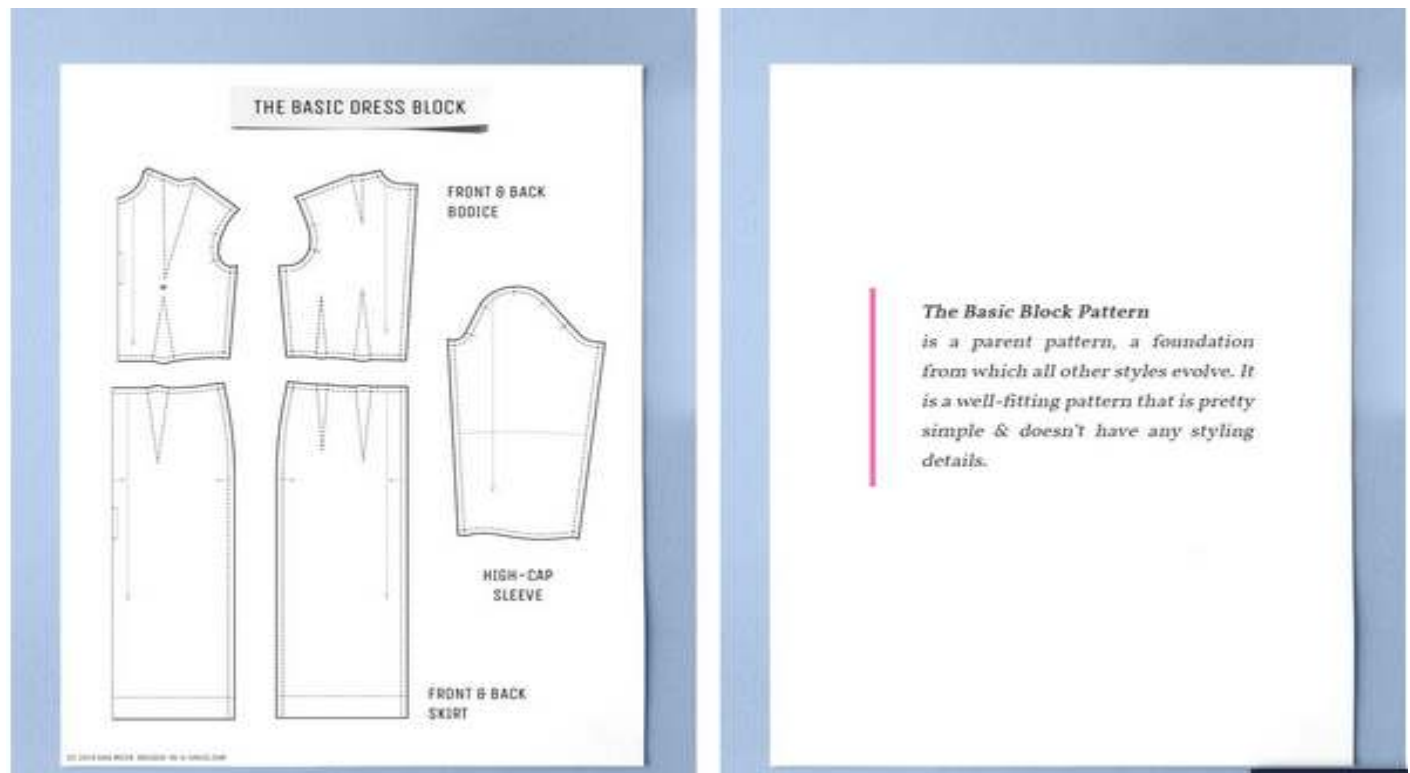 THE BASIC DRESS BLOCK
FRONT & BACK
BODICE
HIGH-CAP
SLEEVE
FRONT & BACK
SKIRT
The Basic Block Pattern
is a parent pattern, a foundation
from which all other styles evolve. It
is a well-fitting pattern that is pretty
simple & doesn't have any styling
details.